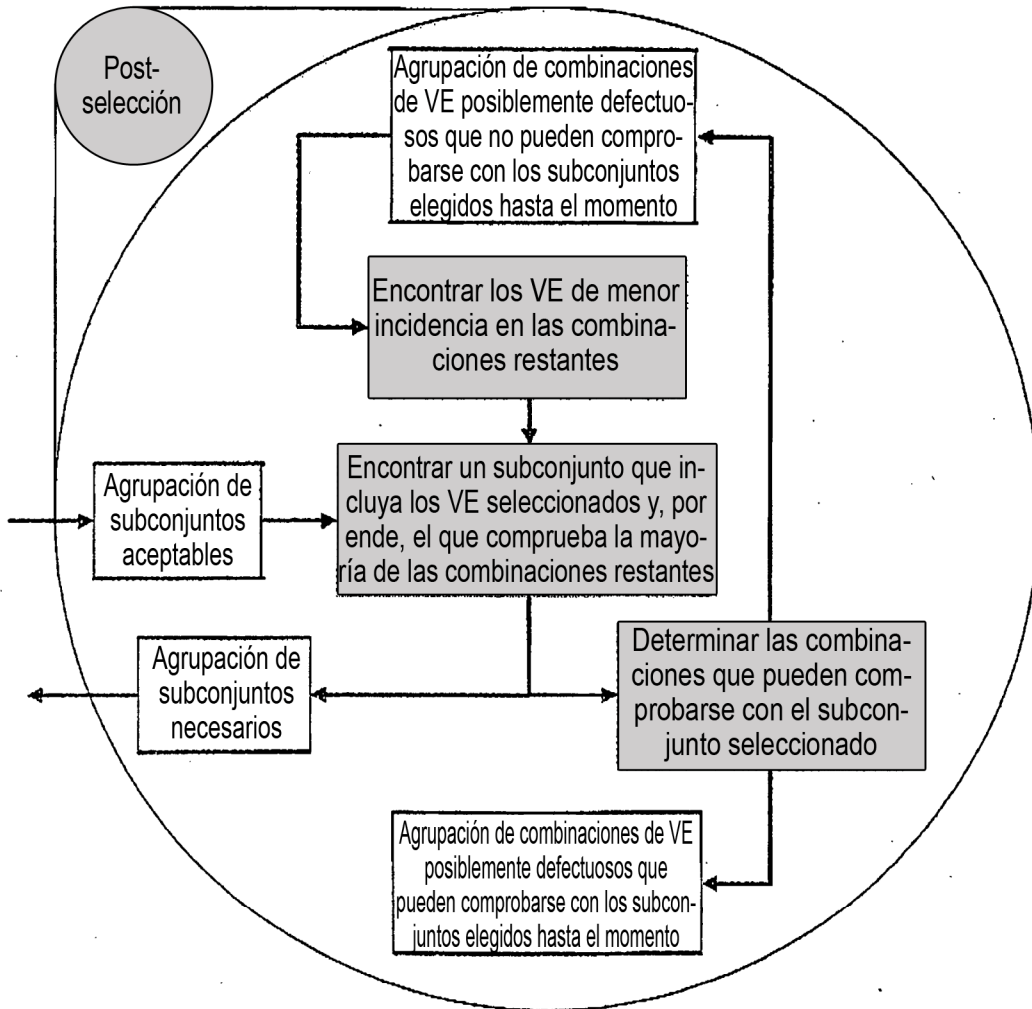 Post-
selección
Agrupación de combinaciones
de VE posiblemente defectuo-
sos que no pueden compro-
barse con los subconjuntos
elegidos hasta el momento
Encontrar los VE de menor
incidencia en las combina-
ciones restantes
Encontrar un subconjunto que in-
cluya los VE seleccionados y, por
ende, el que comprueba la mayo-
ría de las combinaciones restantes
Agrupación de
subconjuntos
aceptables
Agrupación de
subconjuntos
necesarios
Determinar las combina-
ciones que pueden com-
probarse con el subcon-
junto seleccionado
Agrupación de combinaciones de VE
posiblemente defectuosos que
pueden comprobarse con los subcon-
juntos elegidos hasta el momento